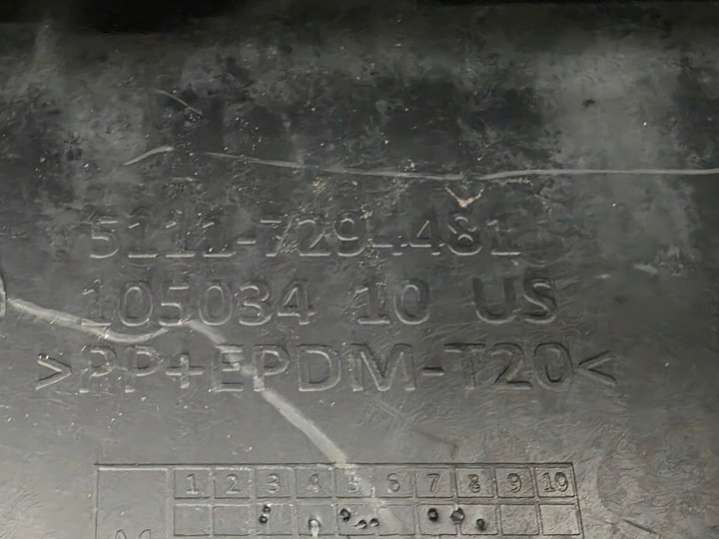 5111-7294481
105034 10 US
>PP+EPDM-T20<
1 2 3 4 5 6 7 8 9 10
M